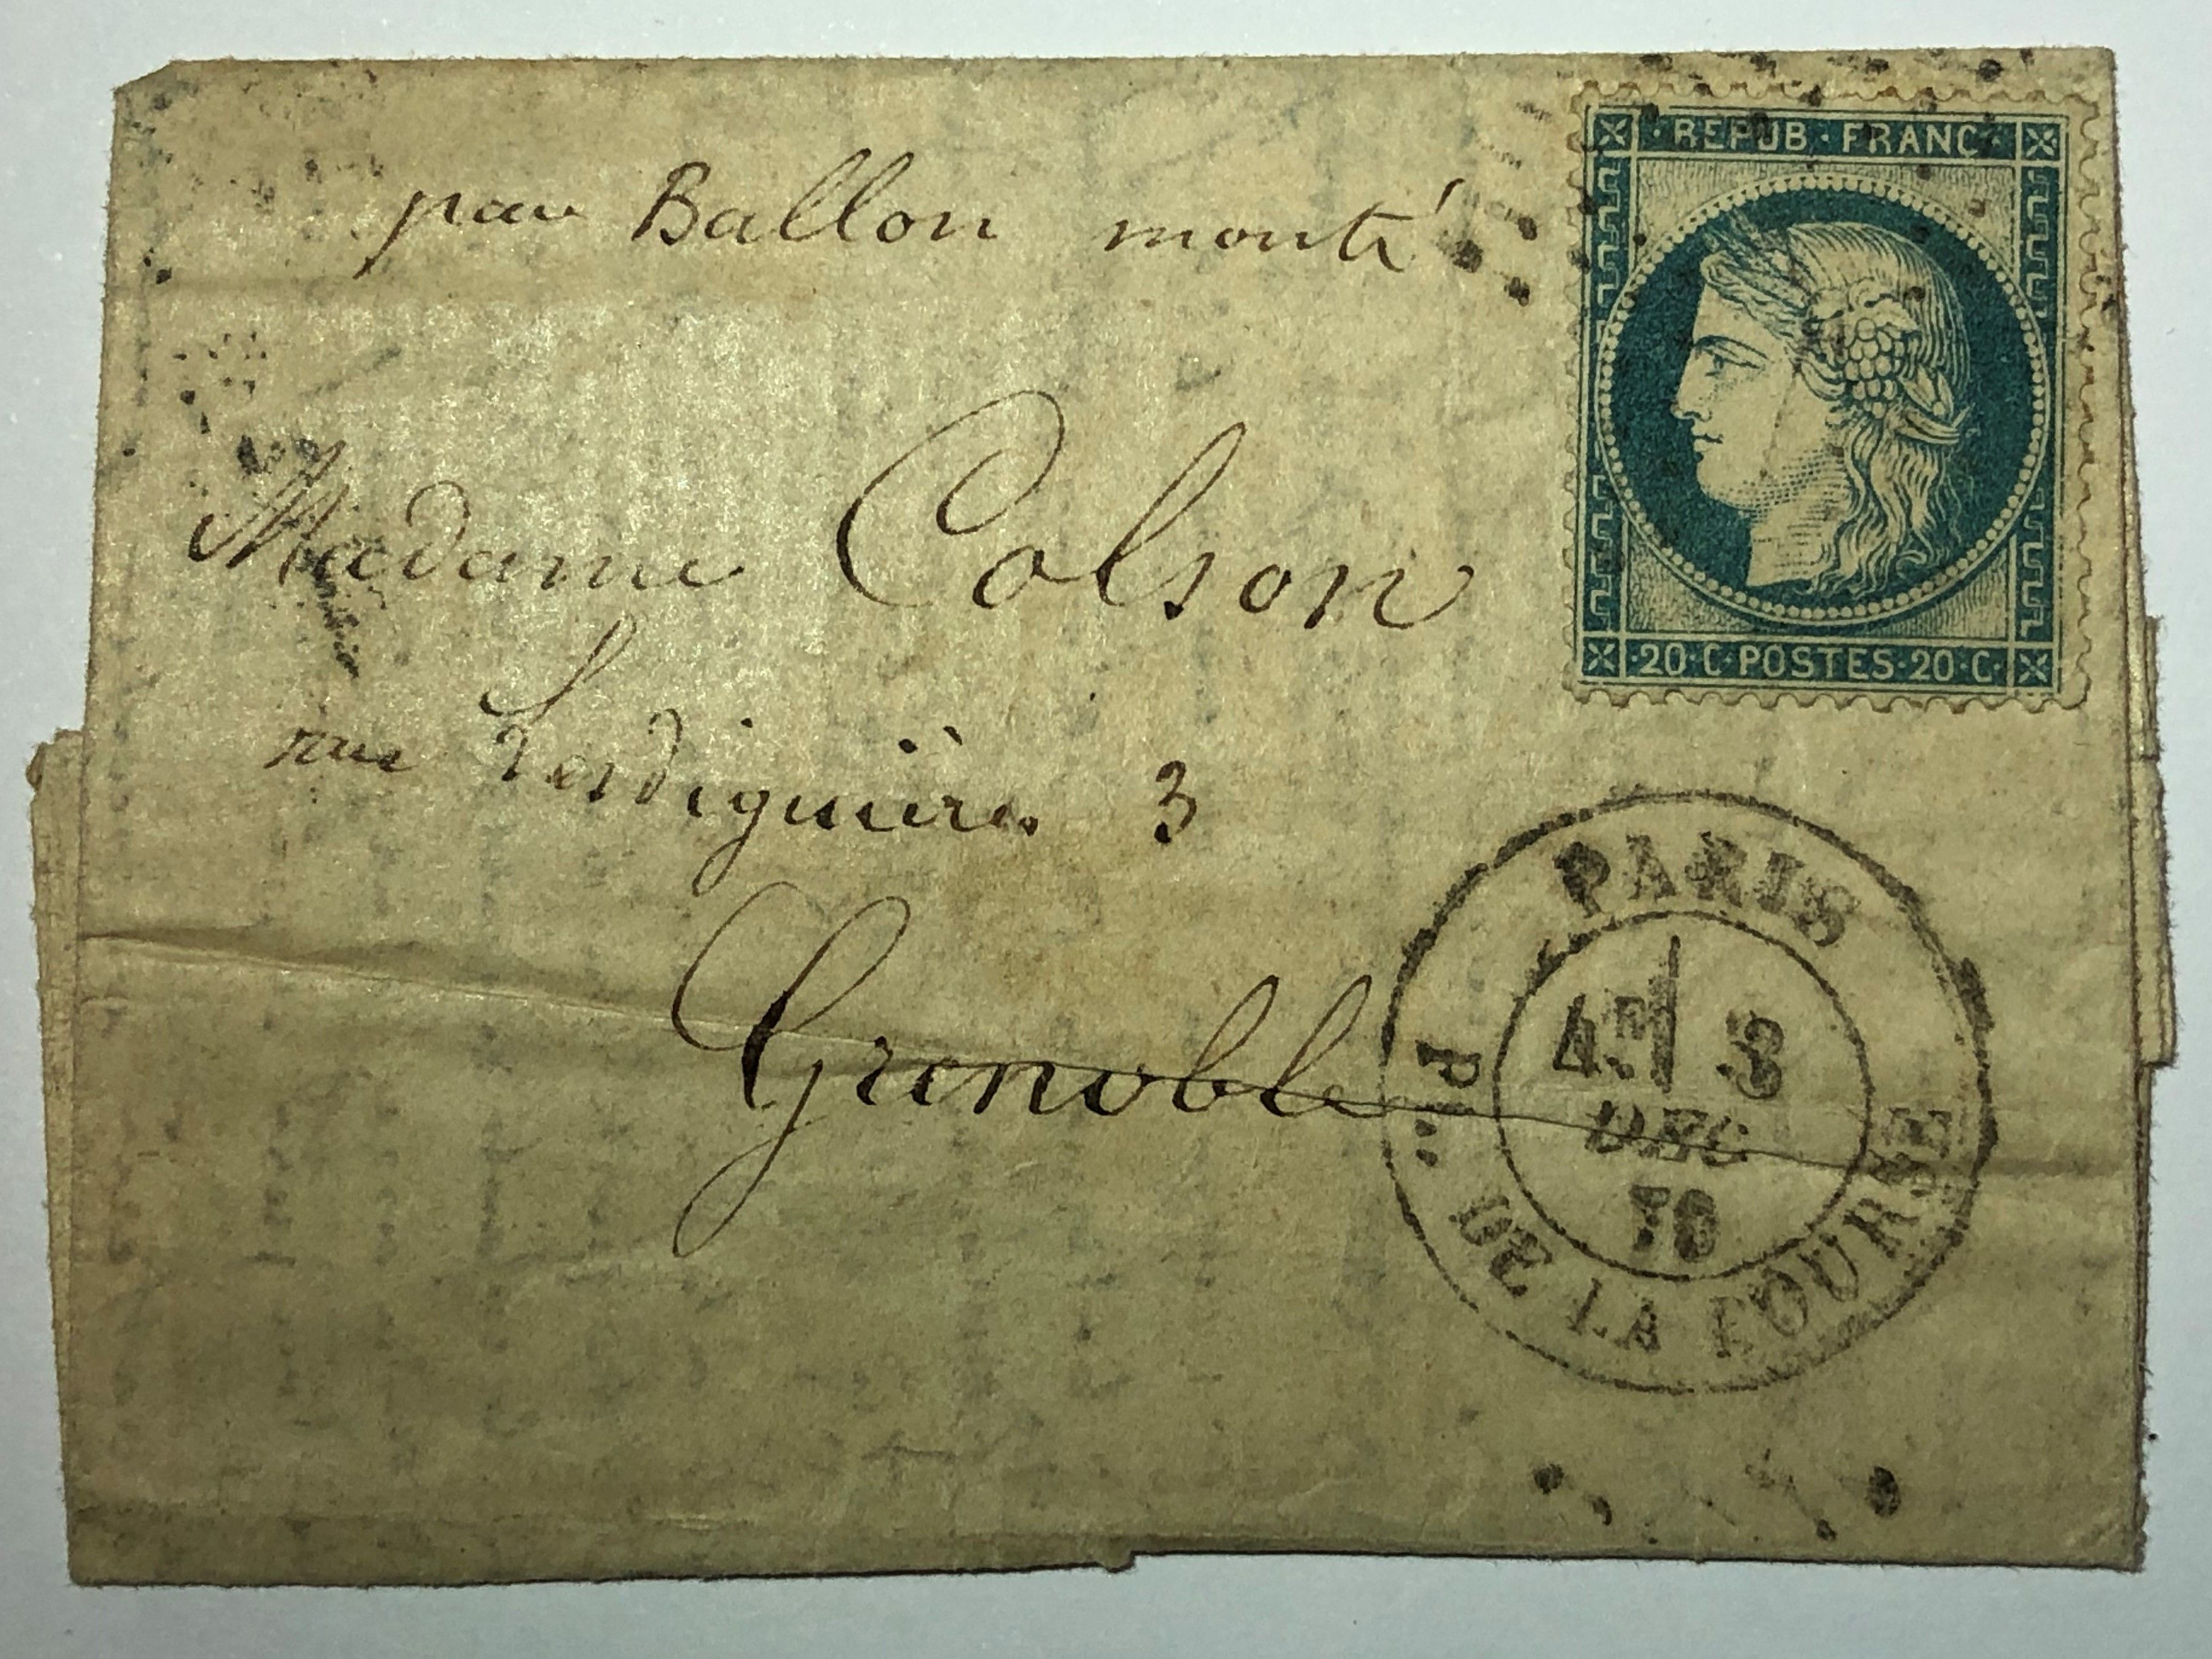 par Ballon monté
REPUB • FRANC
• 20 • C • POSTES • 20 • C •
Madame Colson
rue Lesdiguières 3
Grenoble
PARIS
3
DEC
70
PL. DE LA BOURSE